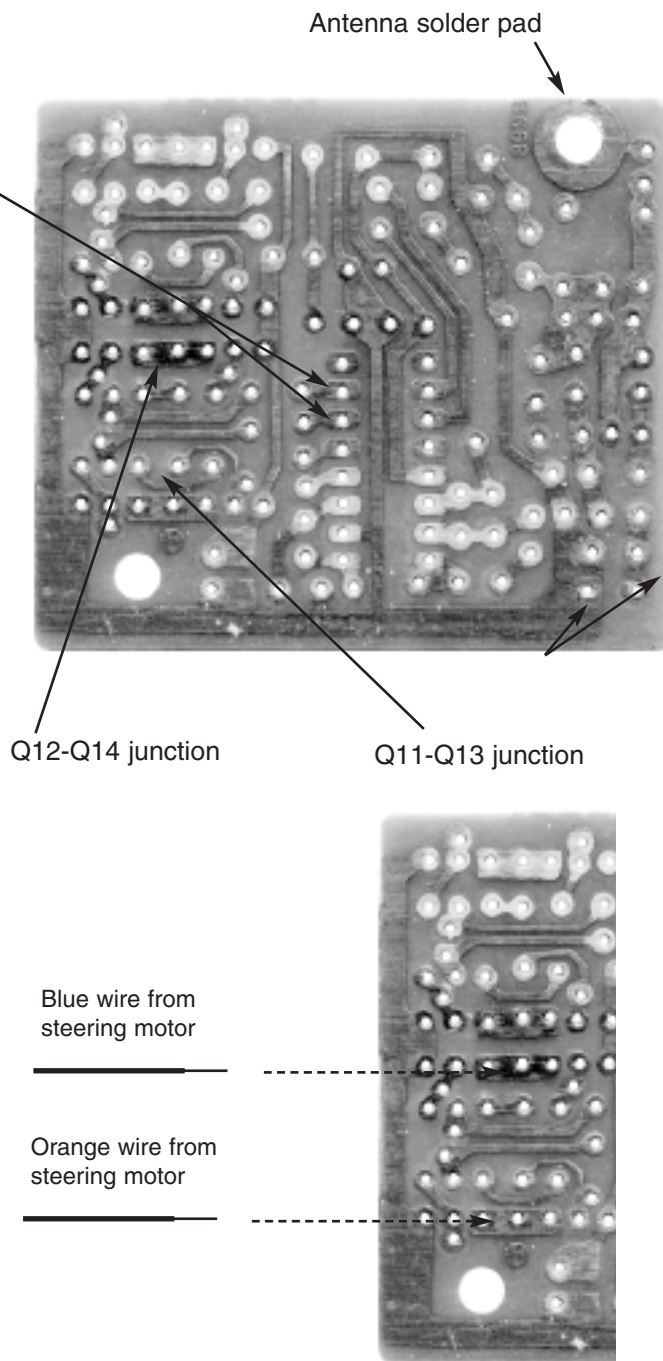 Antenna solder pad
Q12-Q14 junction
Q11-Q13 junction
Blue wire from
steering motor
Orange wire from
steering motor